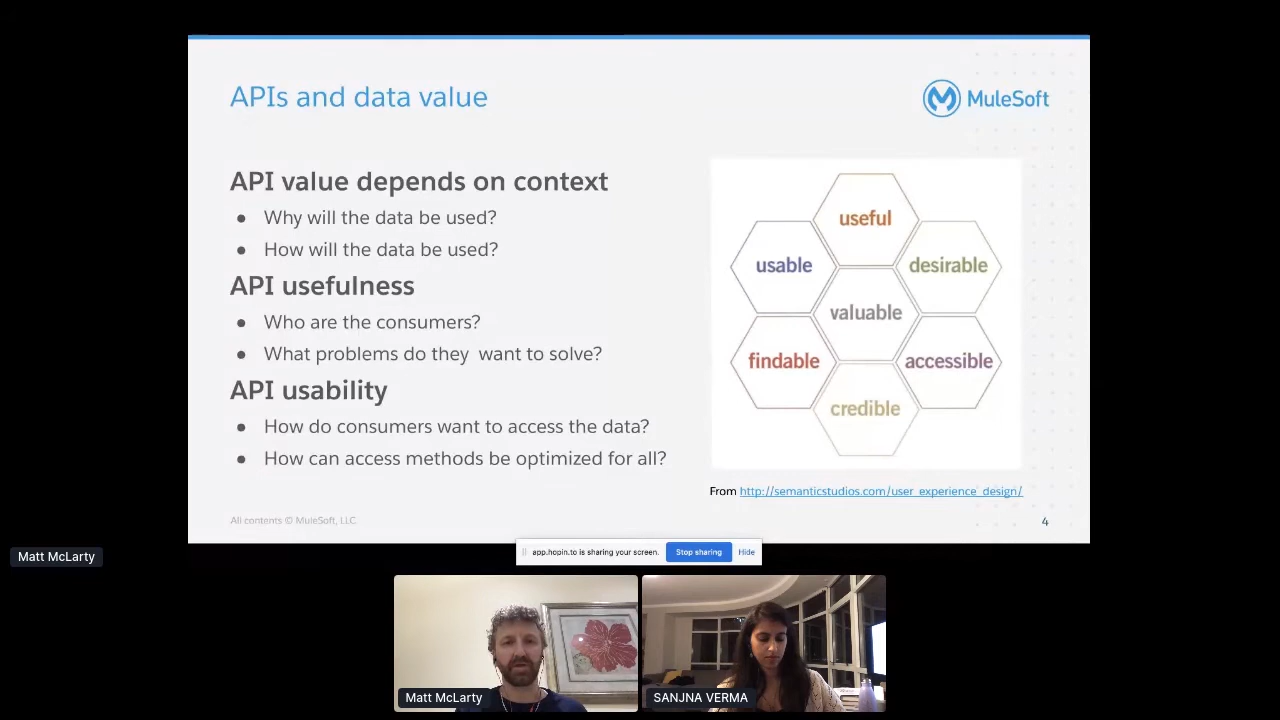 APIs and data value
MuleSoft
API value depends on context
● Why will the data be used?
● How will the data be used?
API usefulness
● Who are the consumers?
● What problems do they want to solve?
API usability
● How do consumers want to access the data?
● How can access methods be optimized for all?
useful
usable
desirable
valuable
findable
accessible
credible
From http://semanticstudios.com/user_experience_design/
All contents © MuleSoft, LLC.
4
app.hopin.to is sharing your screen.
Stop sharing
Hide
Matt McLarty
Matt McLarty
SANJNA VERMA